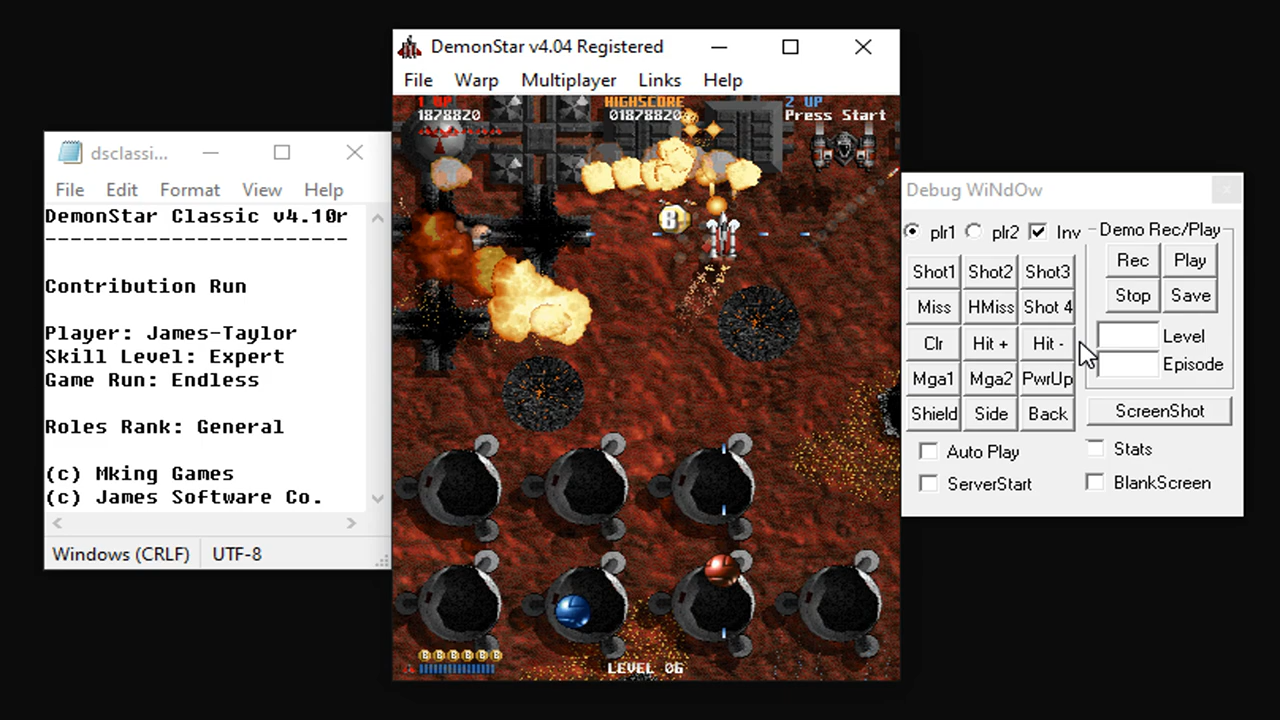 dsclassi...
File Edit Format View Help
DemonStar Classic v4.10r
------------------------
Contribution Run
Player: James-Taylor
Skill Level: Expert
Game Run: Endless
Roles Rank: General
(c) Mking Games
(c) James Software Co.
Windows (CRLF) UTF-8
DemonStar v4.04 Registered
File Warp Multiplayer Links Help
1 UP HIGHSCORE 2 UP
1878820 01878820 Press Start
B
B B B B B B
LEVEL 06
Debug WiNdOw
plr1 plr2 Inv
Shot1 Shot2 Shot3
Miss HMiss Shot 4
Clr Hit + Hit -
Mga1 Mga2 PwrUp
Shield Side Back
Auto Play
ServerStart
Demo Rec/Play
Rec Play
Stop Save
Level
Episode
ScreenShot
Stats
BlankScreen